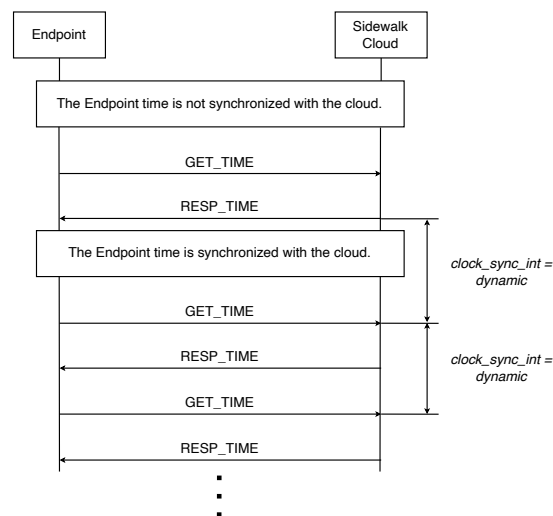 Endpoint
Sidewalk
Cloud
The Endpoint time is not synchronized with the cloud.
GET_TIME
RESP_TIME
The Endpoint time is synchronized with the cloud.
clock_sync_int =
dynamic
GET_TIME
RESP_TIME
clock_sync_int =
dynamic
GET_TIME
RESP_TIME